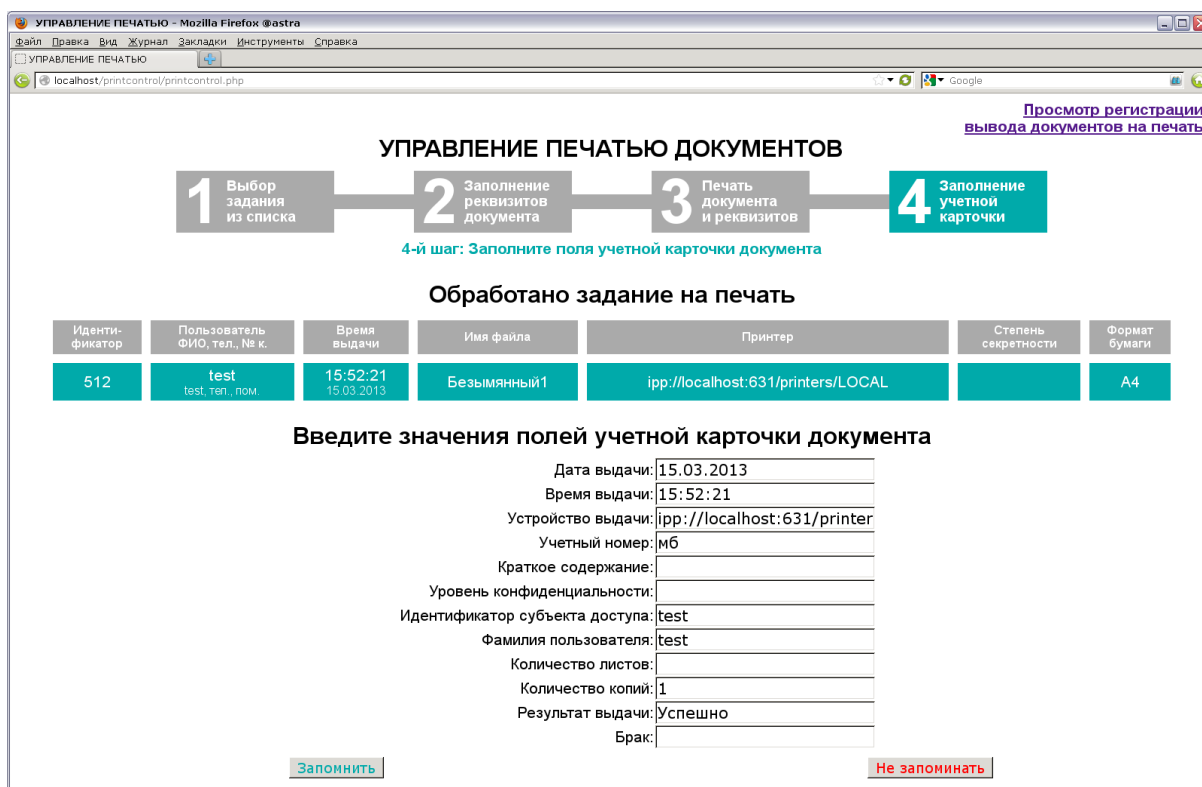 УПРАВЛЕНИЕ ПЕЧАТЬЮ - Mozilla Firefox @astra
Файл Правка Вид Журнал Закладки Инструменты Справка
УПРАВЛЕНИЕ ПЕЧАТЬЮ
localhost/printcontrol/printcontrol.php
Google
Просмотр регистрации
вывода документов на печать
УПРАВЛЕНИЕ ПЕЧАТЬЮ ДОКУМЕНТОВ
1 Выбор
задания
из списка
2 Заполнение
реквизитов
документа
3 Печать
документа
и реквизитов
4 Заполнение
учетной
карточки
4-й шаг: Заполните поля учетной карточки документа
Обработано задание на печать
Иденти-
фикатор
Пользователь
ФИО, тел., № к.
Время
выдачи
Имя файла
Принтер
Степень
секретности
Формат
бумаги
512
test
test, тел., пом.
15:52:21
15.03.2013
Безымянный1
ipp://localhost:631/printers/LOCAL
A4
Введите значения полей учетной карточки документа
Дата выдачи: 15.03.2013
Время выдачи: 15:52:21
Устройство выдачи: ipp://localhost:631/printer
Учетный номер: мб
Краткое содержание:
Уровень конфиденциальности:
Идентификатор субъекта доступа: test
Фамилия пользователя: test
Количество листов:
Количество копий: 1
Результат выдачи: Успешно
Брак:
Запомнить
Не запоминать